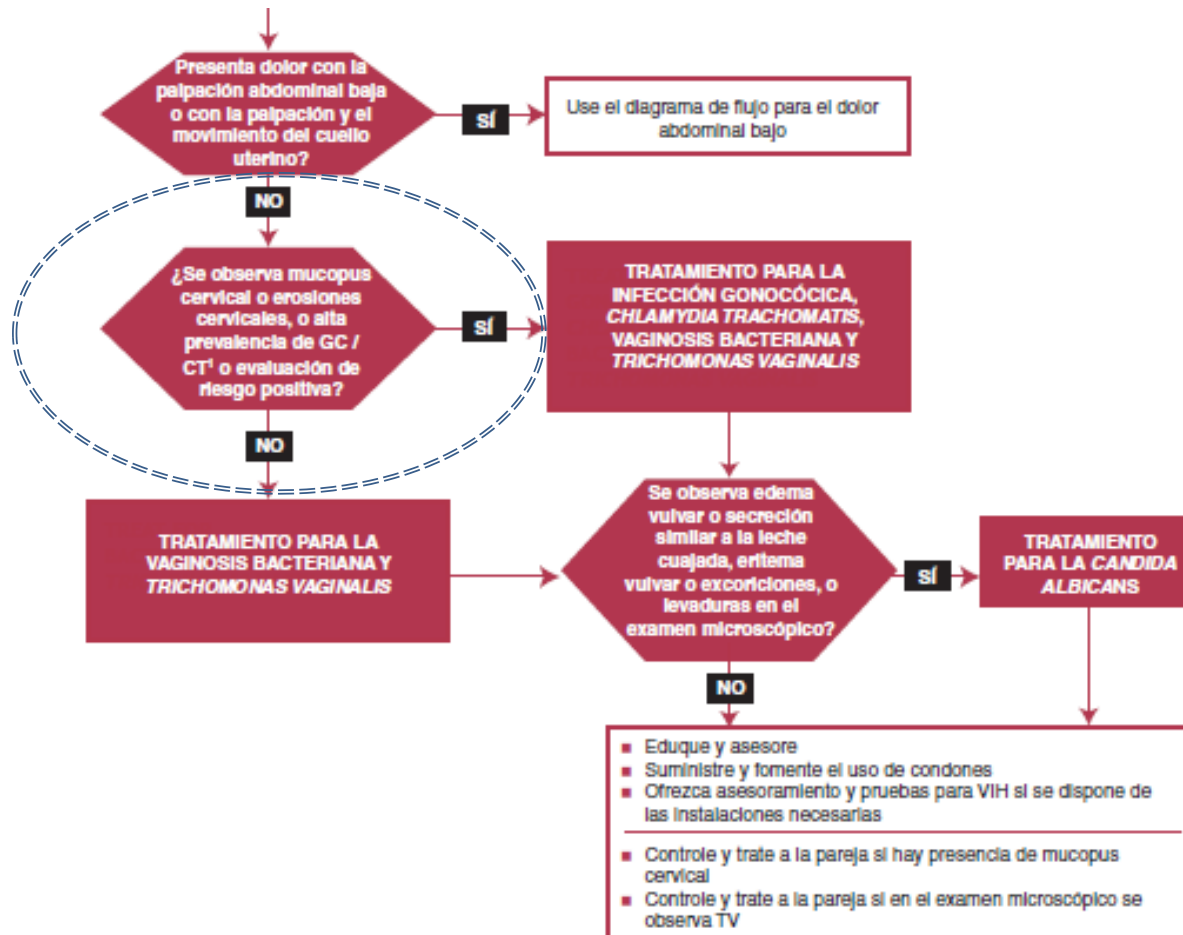 Presenta dolor con la
palpación abdominal baja
o con la palpación y el
movimiento del cuello
uterino?
SÍ
Use el diagrama de flujo para el dolor
abdominal bajo
NO
¿Se observa mucopus
cervical o erosiones
cervicales, o alta
prevalencia de GC /
CT¹ o evaluación de
riesgo positiva?
SÍ
TRATAMIENTO PARA LA
INFECCIÓN GONOCÓCICA,
CHLAMYDIA TRACHOMATIS,
VAGINOSIS BACTERIANA Y
TRICHOMONAS VAGINALIS
NO
TRATAMIENTO PARA LA
VAGINOSIS BACTERIANA Y
TRICHOMONAS VAGINALIS
Se observa edema
vulvar o secreción
similar a la leche
cuajada, eritema
vulvar o excoriciones, o
levaduras en el
examen microscópico?
SÍ
TRATAMIENTO
PARA LA CANDIDA
ALBICANS
NO
■ Eduque y asesore
■ Suministre y fomente el uso de condones
■ Ofrezca asesoramiento y pruebas para VIH si se dispone de
las instalaciones necesarias
■ Controle y trate a la pareja si hay presencia de mucopus
cervical
■ Controle y trate a la pareja si en el examen microscópico se
observa TV